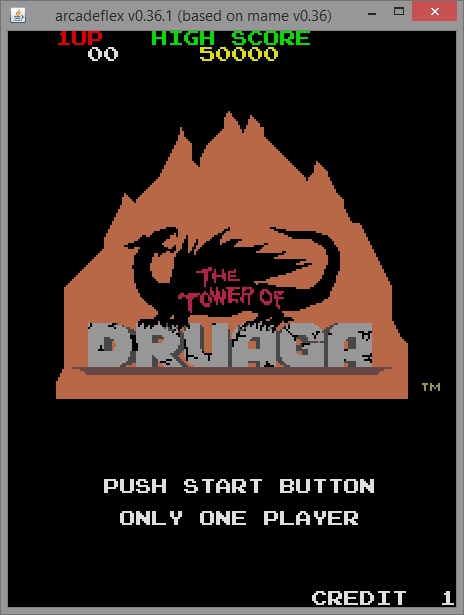 arcadeflex v0.36.1 (based on mame v0.36)
1UP HIGH SCORE
00 50000
THE
TOWER OF
DRUAGA
TM
PUSH START BUTTON
ONLY ONE PLAYER
CREDIT 1